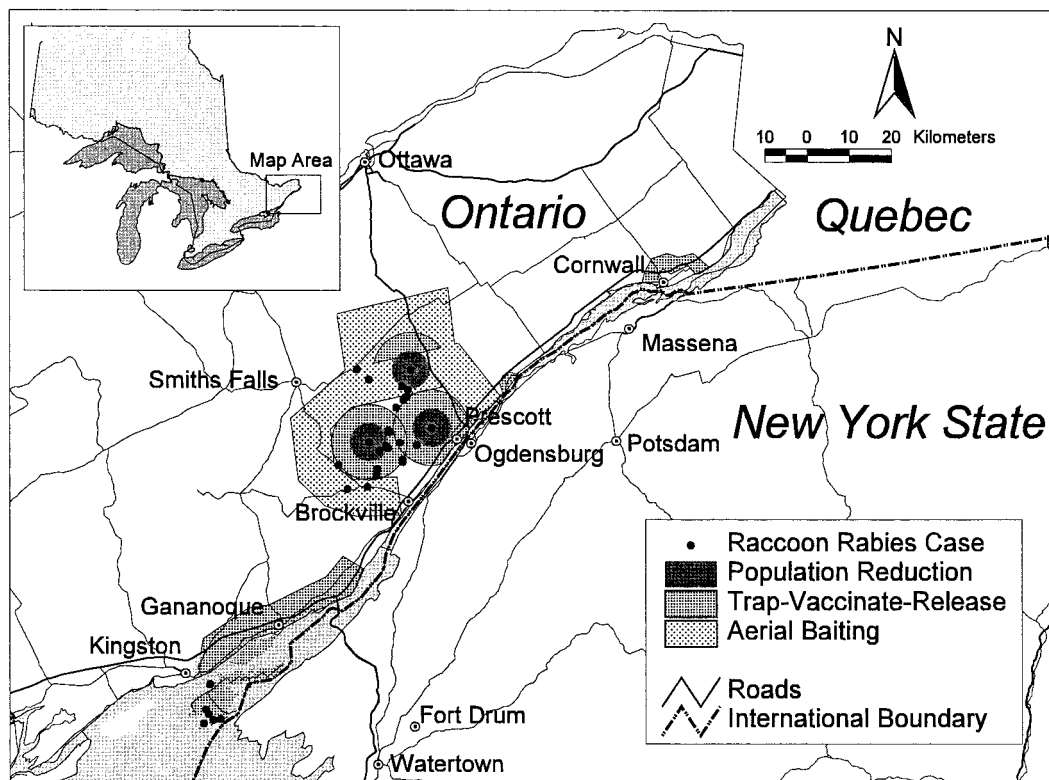 N
10 0 10 20 Kilometers
Map Area
Ottawa
Ontario
Quebec
Cornwall
Massena
Smiths Falls
Prescott
New York State
Ogdensburg
Potsdam
Brockville
Raccoon Rabies Case
Population Reduction
Trap-Vaccinate-Release
Aerial Baiting
Gananoque
Kingston
Roads
International Boundary
Fort Drum
Watertown